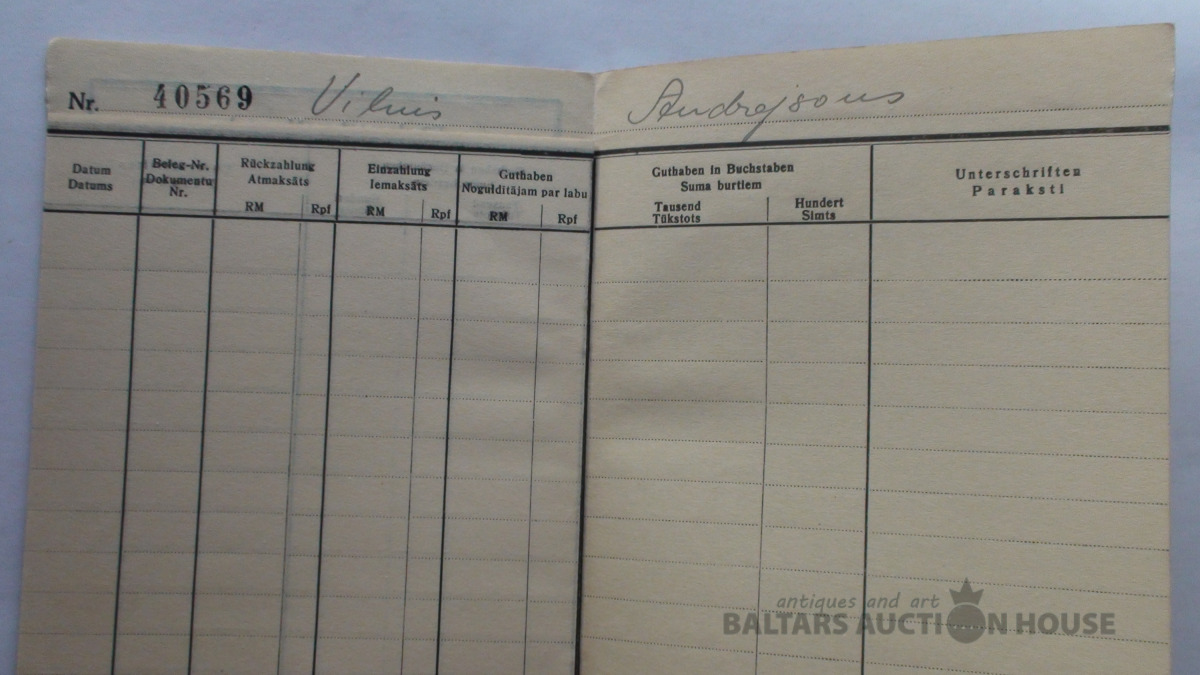 Nr. 40569 Vilnis Andrejsons
Datum
Datums
Beleg-Nr.
Dokumentu
Nr.
Rückzahlung
Atmaksāts
RM Rpf
Einzahlung
Iemaksāts
RM Rpf
Guthaben
Noguldītājam par labu
RM Rpf
Guthaben in Buchstaben
Suma burtiem
Tausend
Tūkstots
Hundert
Simts
Unterschriften
Paraksti
antiques and art
BALTARS AUCTION HOUSE